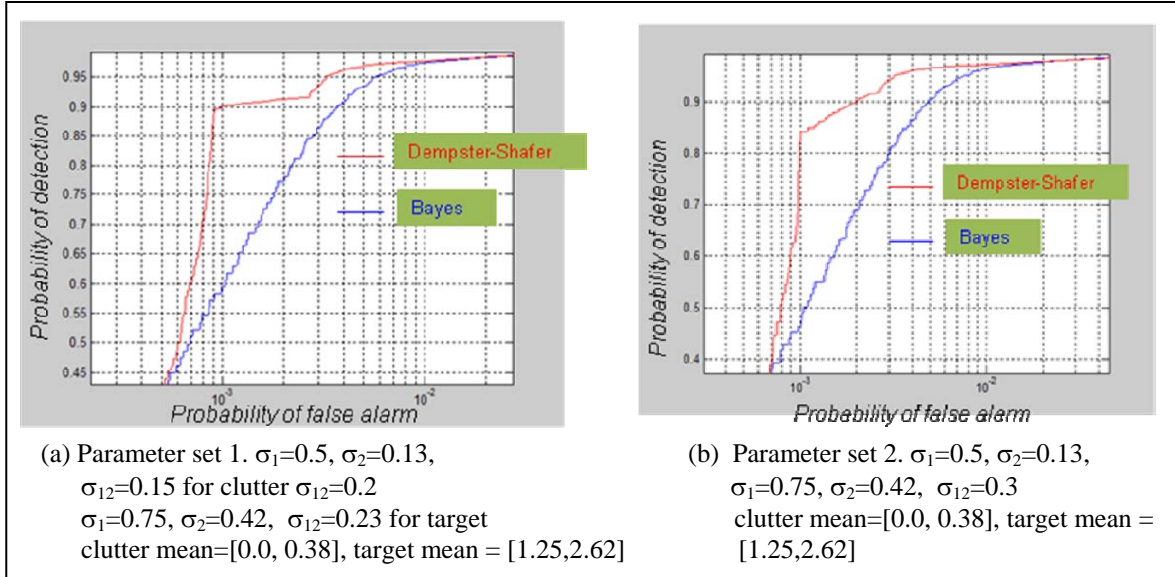 0.95
0.9
0.85
0.8
0.75
0.7
0.65
0.6
0.55
0.5
0.45
Probability of detection
Dempster-Shafer
Bayes
10⁻³
10⁻²
Probability of false alarm
0.9
0.8
0.7
0.6
0.5
0.4
Probability of detection
Dempster-Shafer
Bayes
10⁻³
10⁻²
Probability of false alarm
(a) Parameter set 1. σ₁=0.5, σ₂=0.13,
σ₁₂=0.15 for clutter σ₁₂=0.2
σ₁=0.75, σ₂=0.42, σ₁₂=0.23 for target
clutter mean=[0.0, 0.38], target mean = [1.25,2.62]
(b) Parameter set 2. σ₁=0.5, σ₂=0.13,
σ₁=0.75, σ₂=0.42, σ₁₂=0.3
clutter mean=[0.0, 0.38], target mean =
[1.25,2.62]